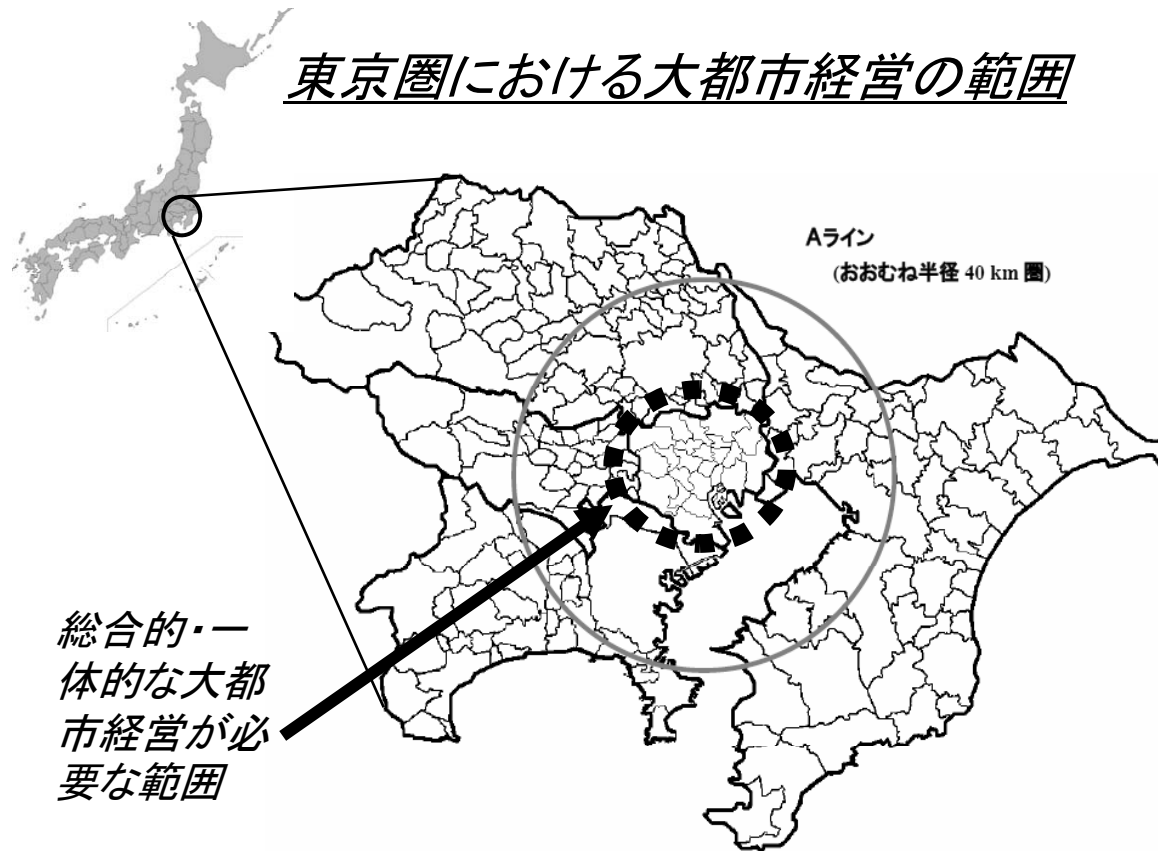 東京圏における大都市経営の範囲
Aライン
(おおむね半径 40 km 圏)
総合的・一
体的な大都
市経営が必
要な範囲